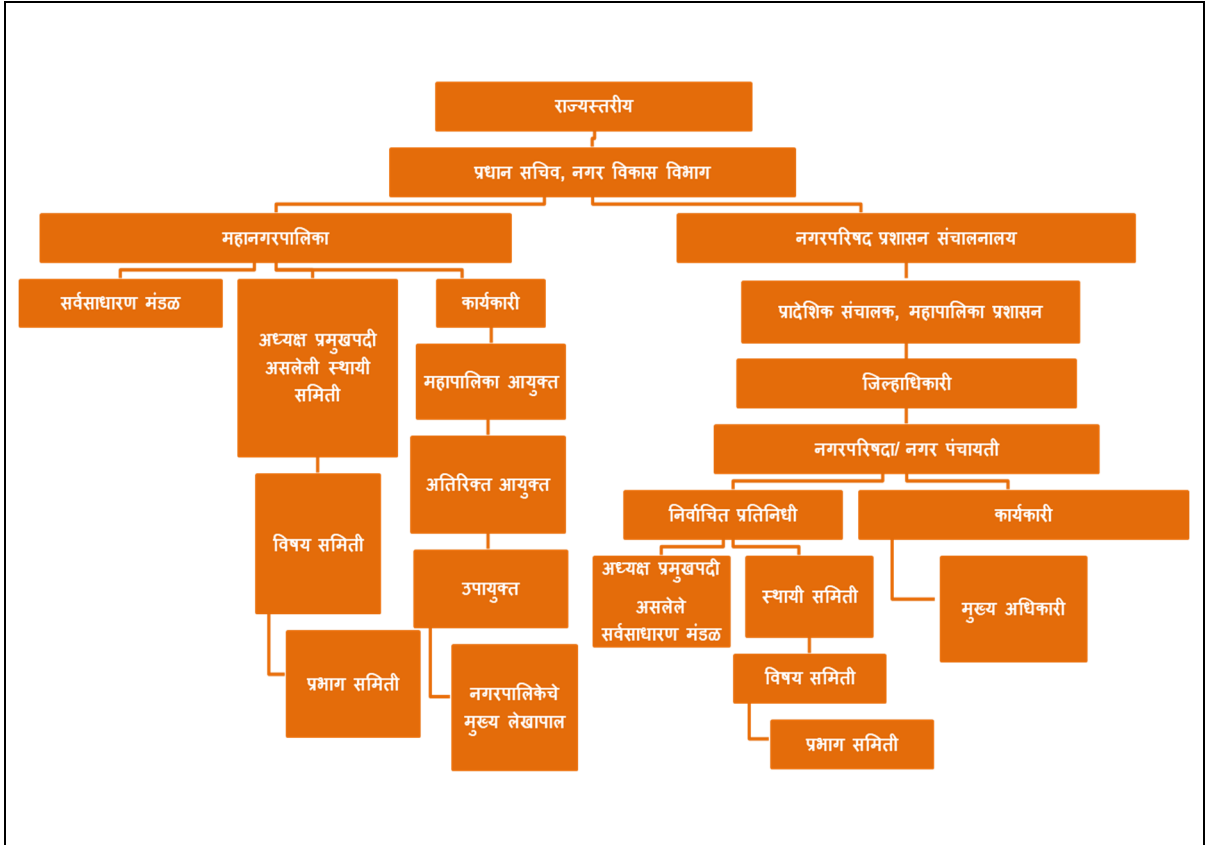 राज्यस्तरीय
प्रधान सचिव, नगर विकास विभाग
महानगरपालिका
सर्वसाधारण मंडळ
अध्यक्ष प्रमुखपदी
असलेली स्थायी
समिती
विषय समिती
प्रभाग समिती
कार्यकारी
महापालिका आयुक्त
अतिरिक्त आयुक्त
उपायुक्त
नगरपालिकेचे
मुख्य लेखापाल
नगरपरिषद प्रशासन संचालनालय
प्रादेशिक संचालक, महापालिका प्रशासन
जिल्हाधिकारी
नगरपरिषदा/ नगर पंचायती
निर्वाचित प्रतिनिधी
अध्यक्ष प्रमुखपदी
असलेले
सर्वसाधारण मंडळ
स्थायी समिती
विषय समिती
प्रभाग समिती
कार्यकारी
मुख्य अधिकारी